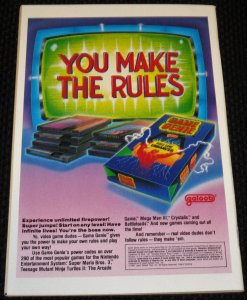 YOU MAKE
THE RULES
GAME
GENIE
galoob
Experience unlimited firepower!
Super jumps! Start on any level! Have
infinite lives! You're the boss now.
Yo, video game dudes — Game Genie™
gives you the power to make your own rules and play
your own way!
Use Game Genie's power codes on over
290 of the most popular games for the Nintendo
Entertainment System: Super Mario Bros. 3,
Teenage Mutant Ninja Turtles II: The Arcade
Game, Mega Man III, Crystalis, and
Battletoads. And new games coming out all
the time!
And remember — real video dudes don't
follow rules — they make 'em.